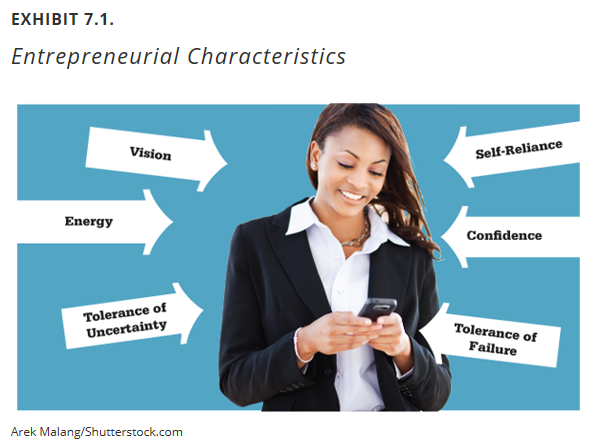 EXHIBIT 7.1.
Entrepreneurial Characteristics
Vision
Self-Reliance
Energy
Confidence
Tolerance of
Uncertainty
Tolerance of
Failure
Arek Malang/Shutterstock.com